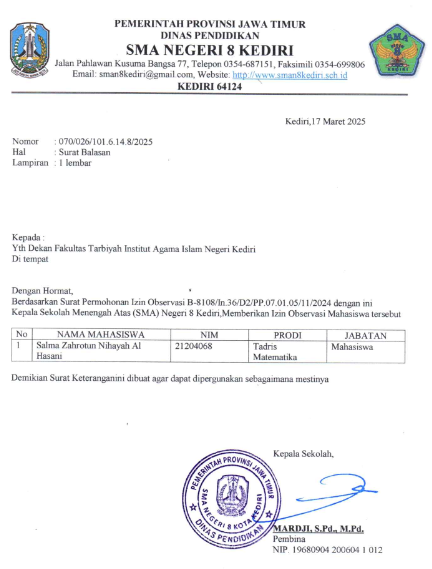 PEMERINTAH PROVINSI JAWA TIMUR
DINAS PENDIDIKAN
SMA NEGERI 8 KEDIRI
Jalan Pahlawan Kusuma Bangsa 77, Telepon 0354-687151, Faksimili 0354-699806
Email: sman8kediri@gmail.com, Website: http://www.sman8kediri.sch.id
KEDIRI 64124
SMA
KEDIRI
Kediri,17 Maret 2025
Nomor : 070/026/101.6.14.8/2025
Hal : Surat Balasan
Lampiran : 1 lembar
Kepada :
Yth Dekan Fakultas Tarbiyah Institut Agama Islam Negeri Kediri
Di tempat
Dengan Hormat,
Berdasarkan Surat Permohonan Izin Observasi B-8108/In.36/D2/PP.07.01.05/11/2024 dengan ini
Kepala Sekolah Menengah Atas (SMA) Negeri 8 Kediri,Memberikan Izin Observasi Mahasiswa tersebut
No NAMA MAHASISWA NIM PRODI JABATAN
1 Salma Zahrotun Nihayah Al 21204068 Tadris Mahasiswa
Hasani Matematika
Demikian Surat Keteranganini dibuat agar dapat dipergunakan sebagaimana mestinya
Kepala Sekolah,
PEMERINTAH PROVINSI JAWA TIMUR
SMA NEGERI 8 KOTA KEDIRI
DINAS PENDIDIKAN
MARDJI, S.Pd., M.Pd.
Pembina
NIP. 19680904 200604 1 012